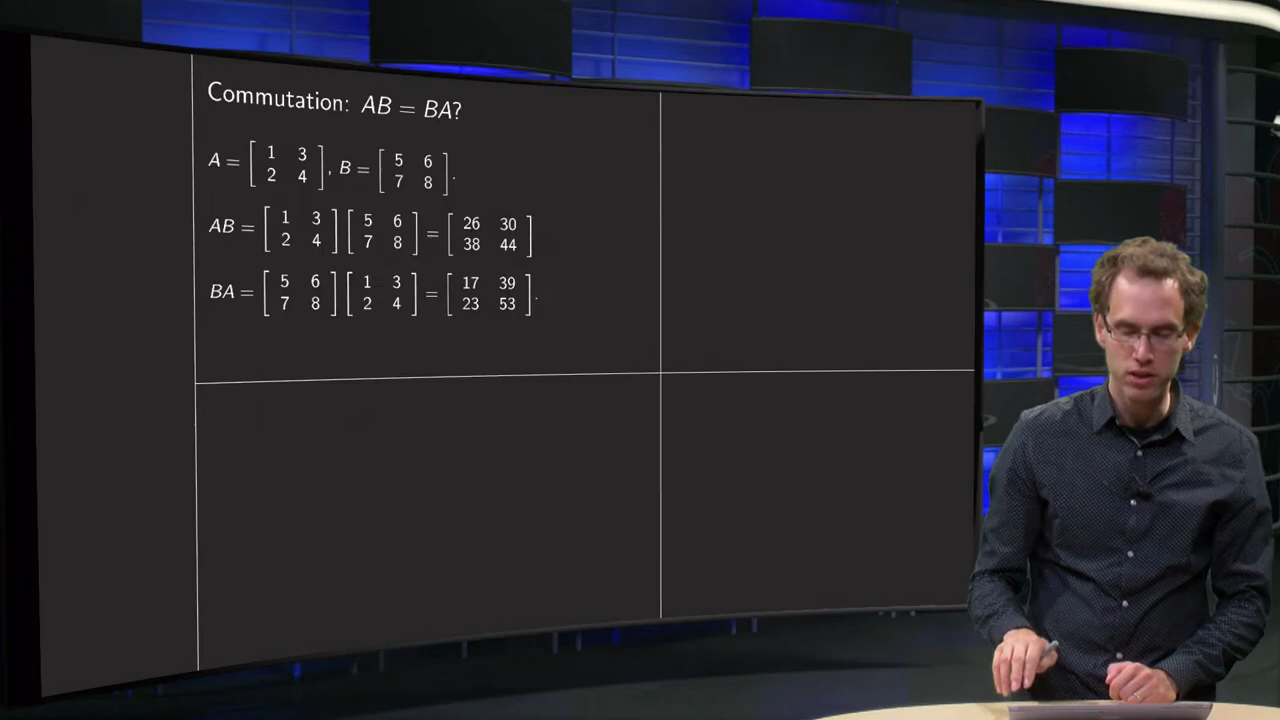 Commutation: AB = BA?
A = [ 1 3 ; 2 4 ], B = [ 5 6 ; 7 8 ].
AB = [ 1 3 ; 2 4 ] [ 5 6 ; 7 8 ] = [ 26 30 ; 38 44 ]
BA = [ 5 6 ; 7 8 ] [ 1 3 ; 2 4 ] = [ 17 39 ; 23 53 ].